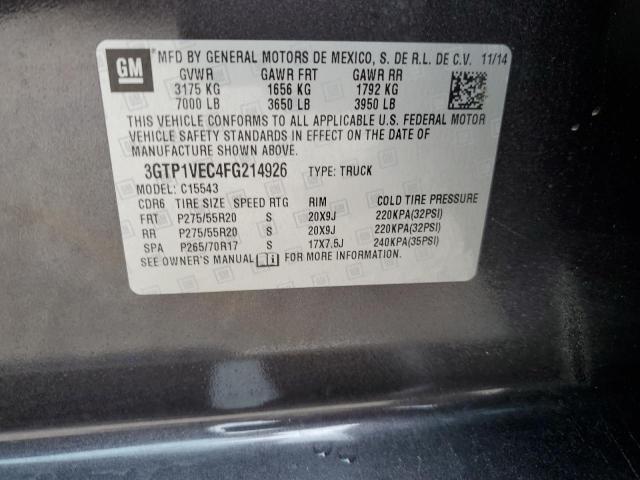 GM MFD BY GENERAL MOTORS DE MEXICO, S. DE R.L. DE C.V. 11/14
GVWR GAWR FRT GAWR RR
3175 KG 1656 KG 1792 KG
7000 LB 3650 LB 3950 LB
THIS VEHICLE CONFORMS TO ALL APPLICABLE U.S. FEDERAL MOTOR
VEHICLE SAFETY STANDARDS IN EFFECT ON THE DATE OF
MANUFACTURE SHOWN ABOVE.
3GTP1VEC4FG214926 TYPE: TRUCK
MODEL: C15543
CDR6 TIRE SIZE SPEED RTG RIM COLD TIRE PRESSURE
FRT P275/55R20 S 20X9J 220KPA(32PSI)
RR P275/55R20 S 20X9J 220KPA(32PSI)
SPA P265/70R17 S 17X7.5J 240KPA(35PSI)
SEE OWNER'S MANUAL FOR MORE INFORMATION.